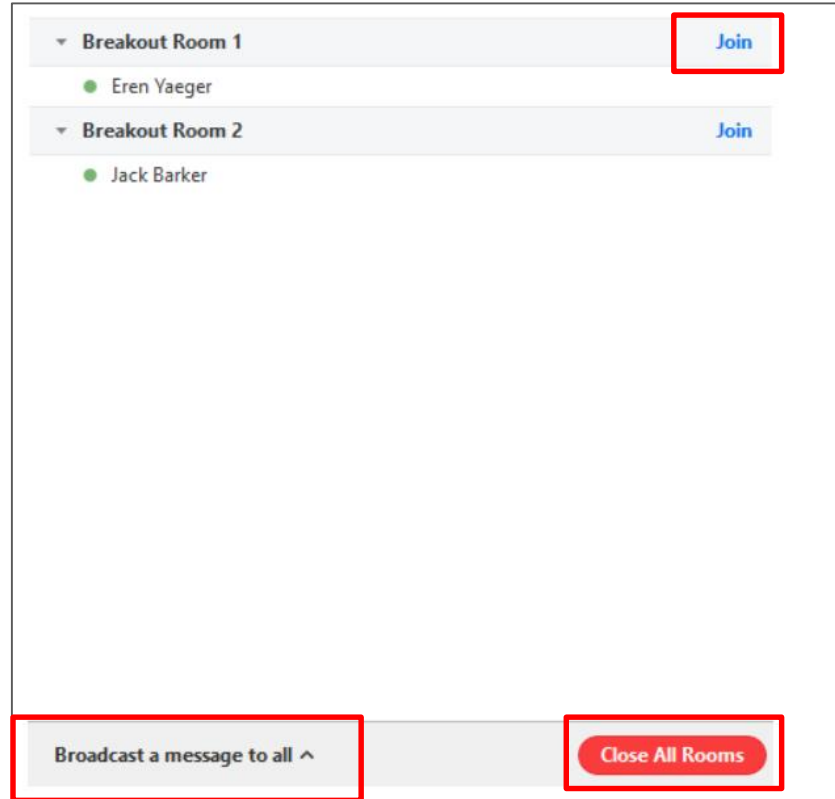 Breakout Room 1 Join
Eren Yaeger
Breakout Room 2 Join
Jack Barker
Broadcast a message to all Close All Rooms